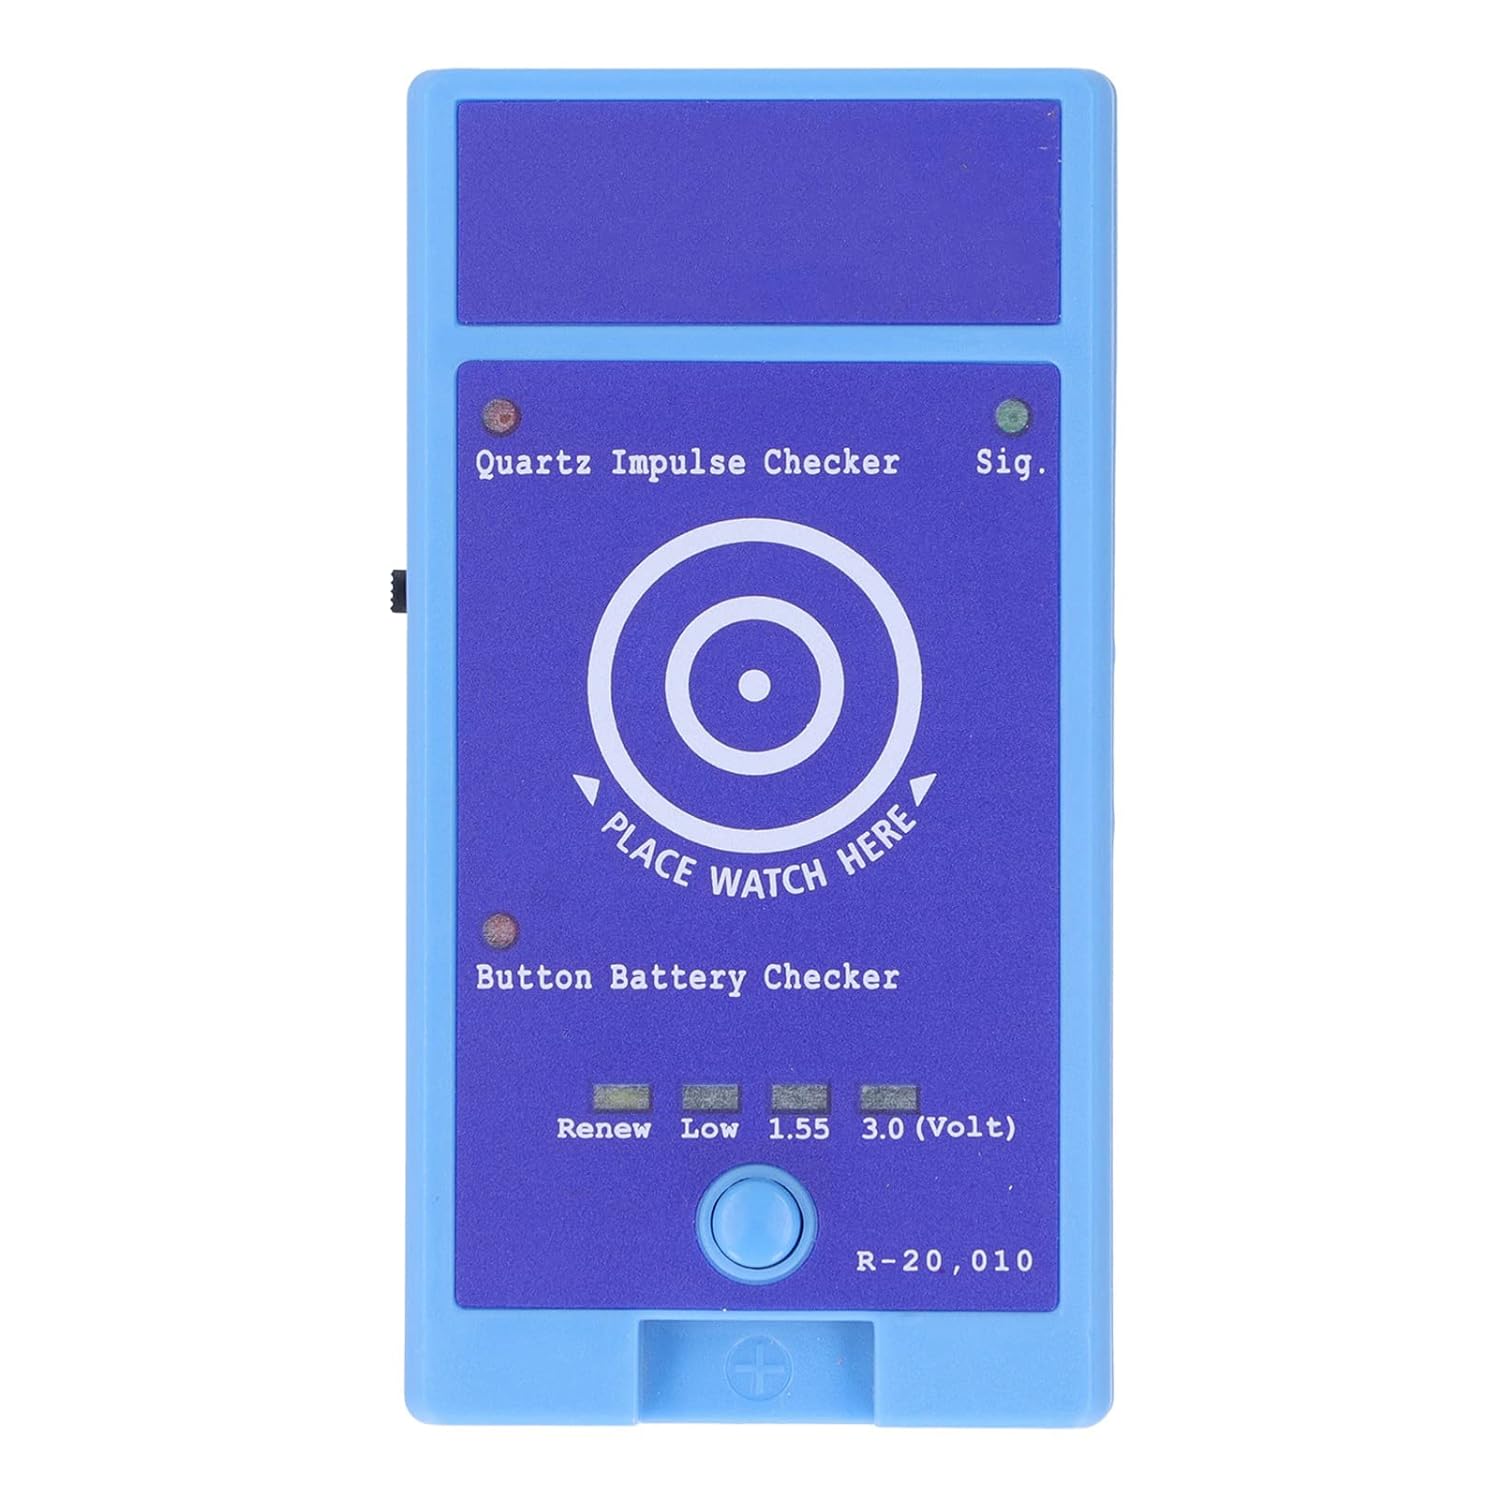 Quartz Impulse Checker Sig.
PLACE WATCH HERE
Button Battery Checker
Renew Low 1.55 3.0 (Volt)
R-20,010
+